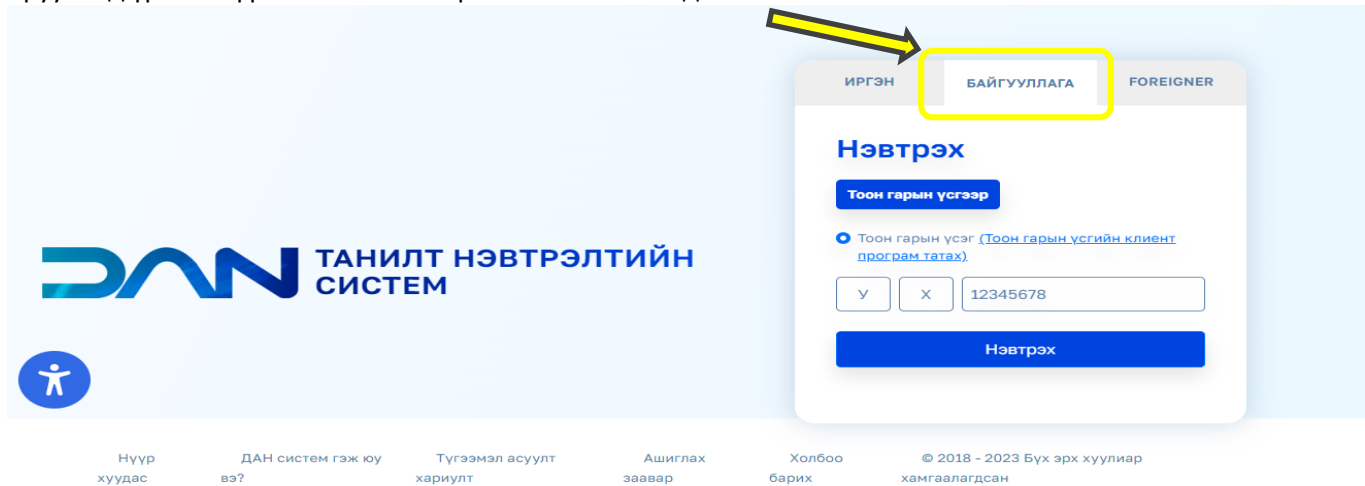 ИРГЭН БАЙГУУЛЛАГА FOREIGNER
Нэвтрэх
Тоон гарын үсгээр
Тоон гарын үсэг (Тоон гарын үсгийн клиент
програм татах)
У Х 12345678
Нэвтрэх
DAN ТАНИЛТ НЭВТРЭЛТИЙН
СИСТЕМ
Нүүр хуудас
ДАН систем гэж юу вэ?
Түгээмэл асуулт хариулт
Ашиглах заавар
Холбоо барих
© 2018 - 2023 Бүх эрх хуулиар
хамгаалагдсан